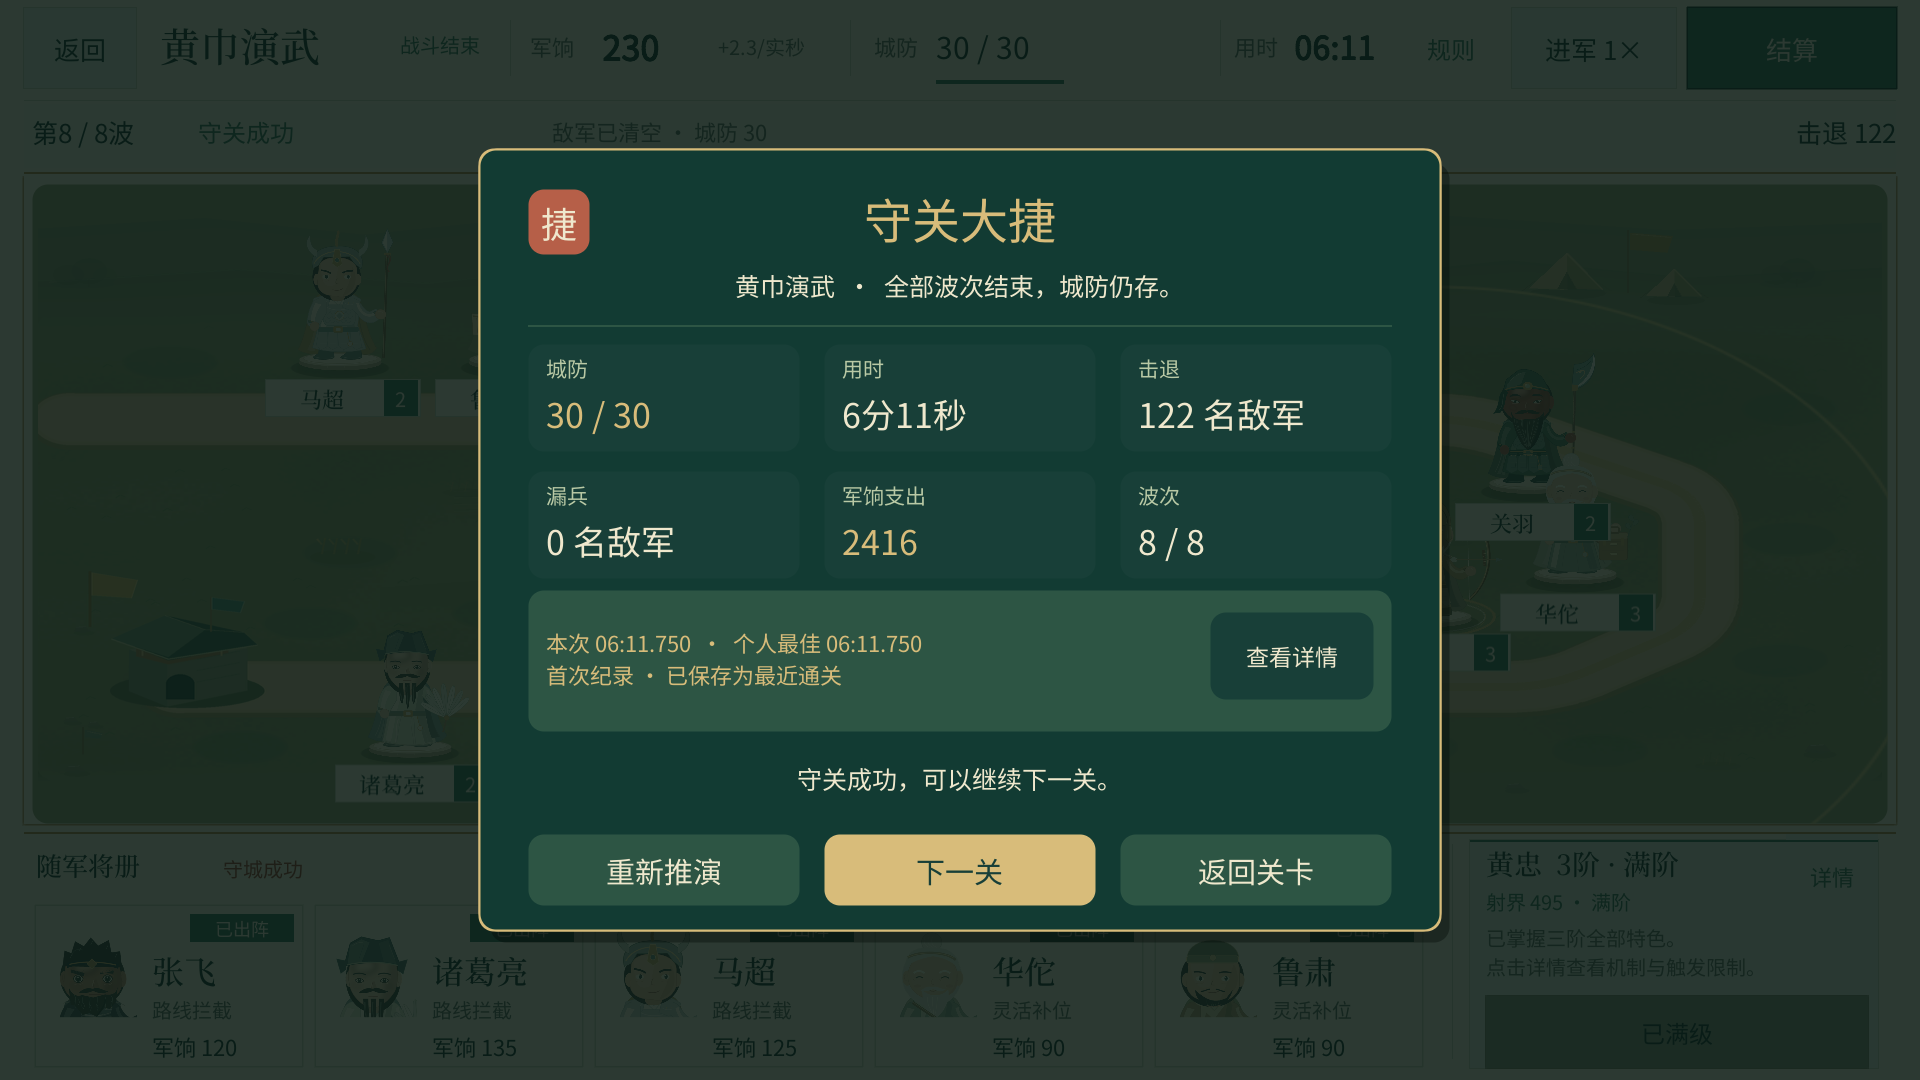 返回
黄巾演武
战斗结束
军饷 230
+2.3/实秒
城防 30 / 30
用时 06:11
规则
进军 1×
结算
第8 / 8波
守关成功
敌军已清空 · 城防 30
击退 122
捷
守关大捷
黄巾演武 · 全部波次结束，城防仍存。
城防
30 / 30
用时
6分11秒
击退
122 名敌军
漏兵
0 名敌军
军饷支出
2416
波次
8 / 8
本次 06:11.750 · 个人最佳 06:11.750
首次纪录 · 已保存为最近通关
查看详情
守关成功，可以继续下一关。
重新推演
下一关
返回关卡
马超 2
关羽 2
华佗 3
3
诸葛亮 2
随军将册
守城成功
已出阵
张飞
路线拦截
军饷 120
诸葛亮
路线拦截
军饷 135
马超
路线拦截
军饷 125
华佗
灵活补位
军饷 90
鲁肃
灵活补位
军饷 90
黄忠 3阶 · 满阶
详情
射界 495 · 满阶
已掌握三阶全部特色。
点击详情查看机制与触发限制。
已满级